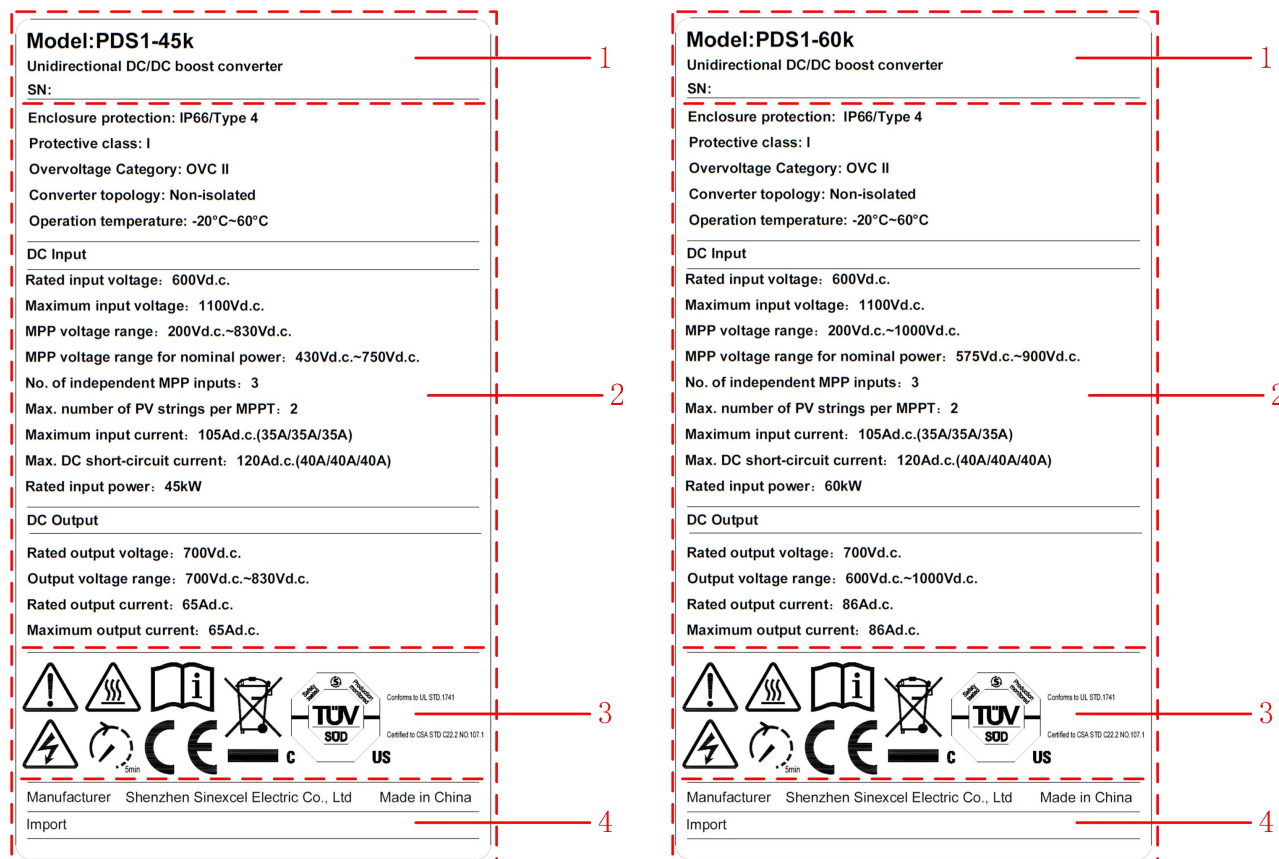 Model:PDS1-45k
Unidirectional DC/DC boost converter
SN:
1
Enclosure protection: IP66/Type 4
Protective class: I
Overvoltage Category: OVC II
Converter topology: Non-isolated
Operation temperature: -20°C~60°C
DC Input
Rated input voltage：600Vd.c.
Maximum input voltage：1100Vd.c.
MPP voltage range：200Vd.c.~830Vd.c.
MPP voltage range for nominal power：430Vd.c.~750Vd.c.
No. of independent MPP inputs：3
Max. number of PV strings per MPPT：2
Maximum input current：105Ad.c.(35A/35A/35A)
Max. DC short-circuit current：120Ad.c.(40A/40A/40A)
Rated input power：45kW
2
DC Output
Rated output voltage：700Vd.c.
Output voltage range：700Vd.c.~830Vd.c.
Rated output current：65Ad.c.
Maximum output current：65Ad.c.
Safety tested
Production monitored
TÜV
SÜD
C
US
5min
CE
Conforms to UL STD.1741
Certified to CSA STD C22.2 NO.107.1
3
Manufacturer Shenzhen Sinexcel Electric Co., Ltd Made in China
Import
4
Model:PDS1-60k
Unidirectional DC/DC boost converter
SN:
1
Enclosure protection: IP66/Type 4
Protective class: I
Overvoltage Category: OVC II
Converter topology: Non-isolated
Operation temperature: -20°C~60°C
DC Input
Rated input voltage：600Vd.c.
Maximum input voltage：1100Vd.c.
MPP voltage range：200Vd.c.~1000Vd.c.
MPP voltage range for nominal power：575Vd.c.~900Vd.c.
No. of independent MPP inputs：3
Max. number of PV strings per MPPT：2
Maximum input current：105Ad.c.(35A/35A/35A)
Max. DC short-circuit current：120Ad.c.(40A/40A/40A)
Rated input power：60kW
2
DC Output
Rated output voltage：700Vd.c.
Output voltage range：600Vd.c.~1000Vd.c.
Rated output current：86Ad.c.
Maximum output current：86Ad.c.
Safety tested
Production monitored
TÜV
SÜD
C
US
5min
CE
Conforms to UL STD.1741
Certified to CSA STD C22.2 NO.107.1
3
Manufacturer Shenzhen Sinexcel Electric Co., Ltd Made in China
Import
4